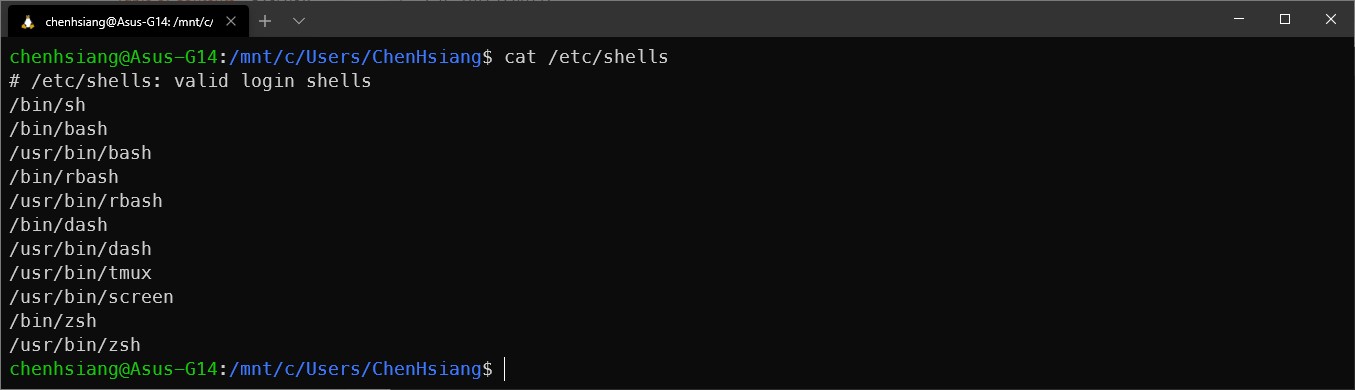 chenhsiang@Asus-G14: /mnt/c/
chenhsiang@Asus-G14:/mnt/c/Users/ChenHsiang$ cat /etc/shells
# /etc/shells: valid login shells
/bin/sh
/bin/bash
/usr/bin/bash
/bin/rbash
/usr/bin/rbash
/bin/dash
/usr/bin/dash
/usr/bin/tmux
/usr/bin/screen
/bin/zsh
/usr/bin/zsh
chenhsiang@Asus-G14:/mnt/c/Users/ChenHsiang$